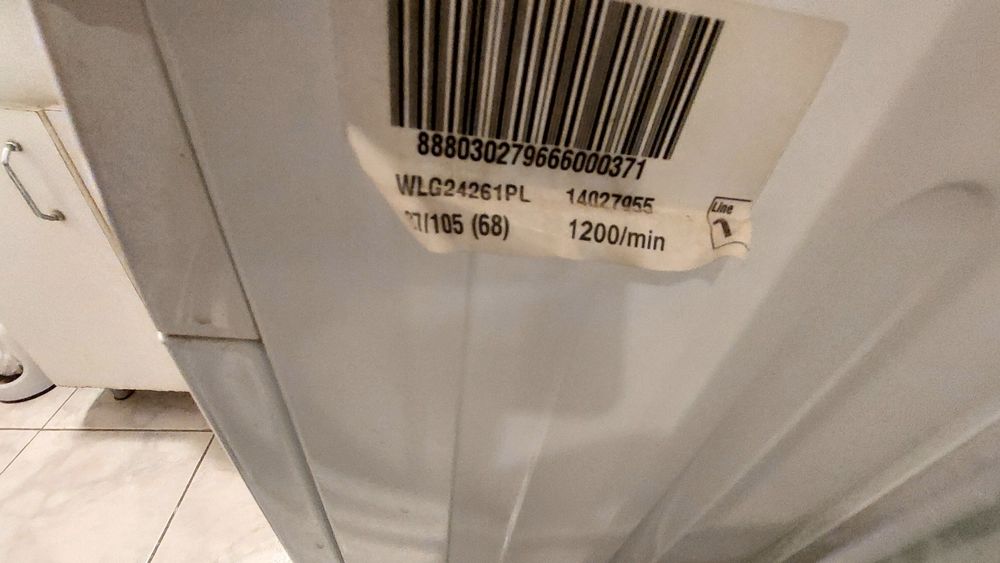 888030279666000371
WLG24261PL 14027955
/105 (68) 1200/min
Line